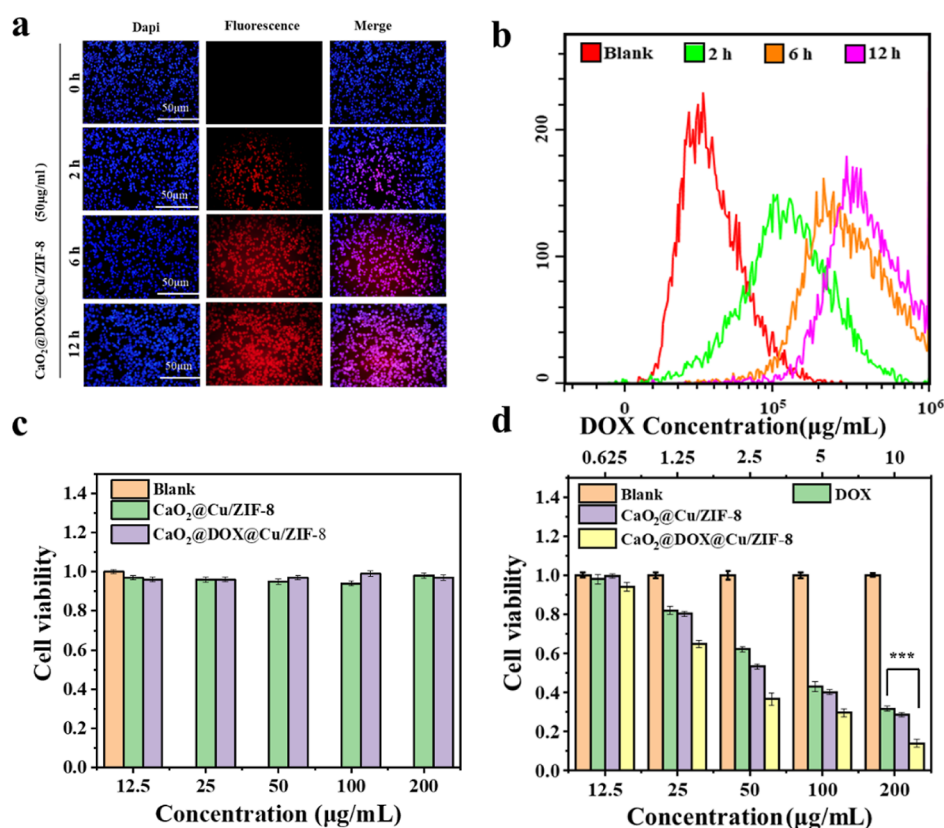 a
Dapi Fluorescence Merge
CaO₂@DOX@Cu/ZIF-8 (50μg/ml)
0 h
50μm
2 h
50μm
6 h
50μm
12 h
50μm
b
Blank 2 h 6 h 12 h
200
100
0
0 10⁵ 10⁶
c
Blank
CaO₂@Cu/ZIF-8
CaO₂@DOX@Cu/ZIF-8
Cell viability
1.4
1.2
1.0
0.8
0.6
0.4
0.2
0.0
12.5 25 50 100 200
Concentration (μg/mL)
d
DOX Concentration(μg/mL)
0.625 1.25 2.5 5 10
Blank DOX
CaO₂@Cu/ZIF-8
CaO₂@DOX@Cu/ZIF-8
***
Cell viability
1.4
1.2
1.0
0.8
0.6
0.4
0.2
0.0
12.5 25 50 100 200
Concentration (μg/mL)